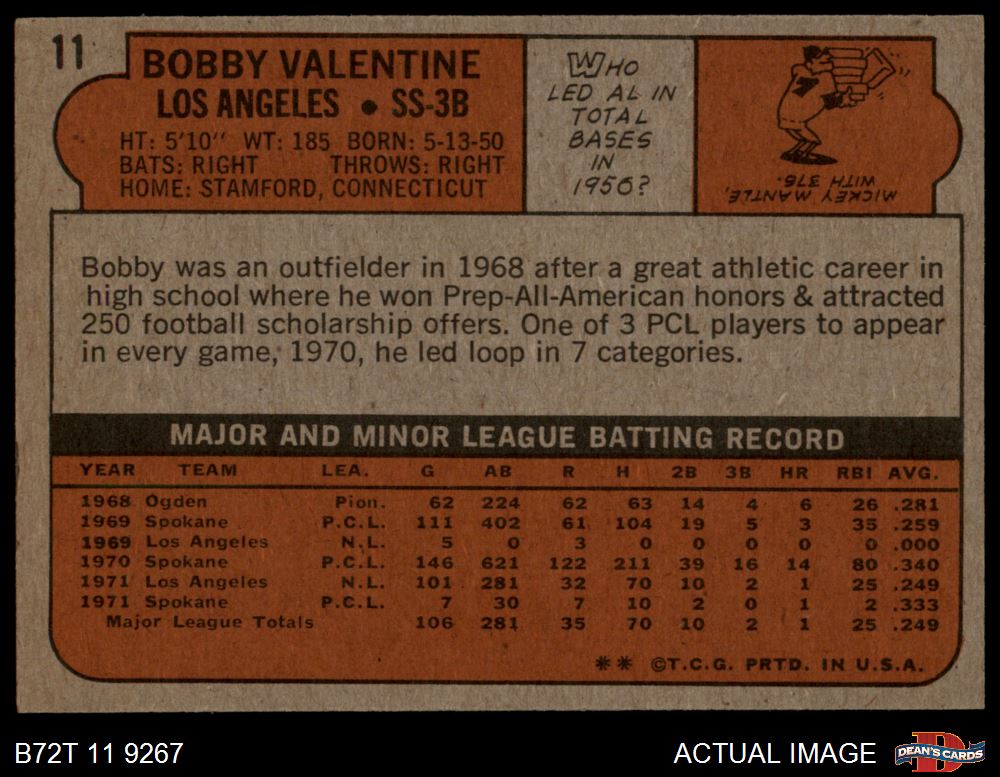 11
BOBBY VALENTINE
LOS ANGELES • SS-3B
HT: 5'10" WT: 185 BORN: 5-13-50
BATS: RIGHT THROWS: RIGHT
HOME: STAMFORD, CONNECTICUT
WHO
LED AL IN
TOTAL
BASES
IN
1956?
MICKEY MANTLE,
WITH 376.
Bobby was an outfielder in 1968 after a great athletic career in
high school where he won Prep-All-American honors & attracted
250 football scholarship offers. One of 3 PCL players to appear
in every game, 1970, he led loop in 7 categories.
MAJOR AND MINOR LEAGUE BATTING RECORD
YEAR TEAM LEA. G AB R H 2B 3B HR RBI AVG.
1968 Ogden Pion. 62 224 62 63 14 4 6 26 .281
1969 Spokane P.C.L. 111 402 61 104 19 5 3 35 .259
1969 Los Angeles N.L. 5 0 3 0 0 0 0 0 .000
1970 Spokane P.C.L. 146 621 122 211 39 16 14 80 .340
1971 Los Angeles N.L. 101 281 32 70 10 2 1 25 .249
1971 Spokane P.C.L. 7 30 7 10 2 0 1 2 .333
Major League Totals 106 281 35 70 10 2 1 25 .249
** ©T.C.G. PRTD. IN U.S.A.
B72T 11 9267
ACTUAL IMAGE
DEAN'S CARDS